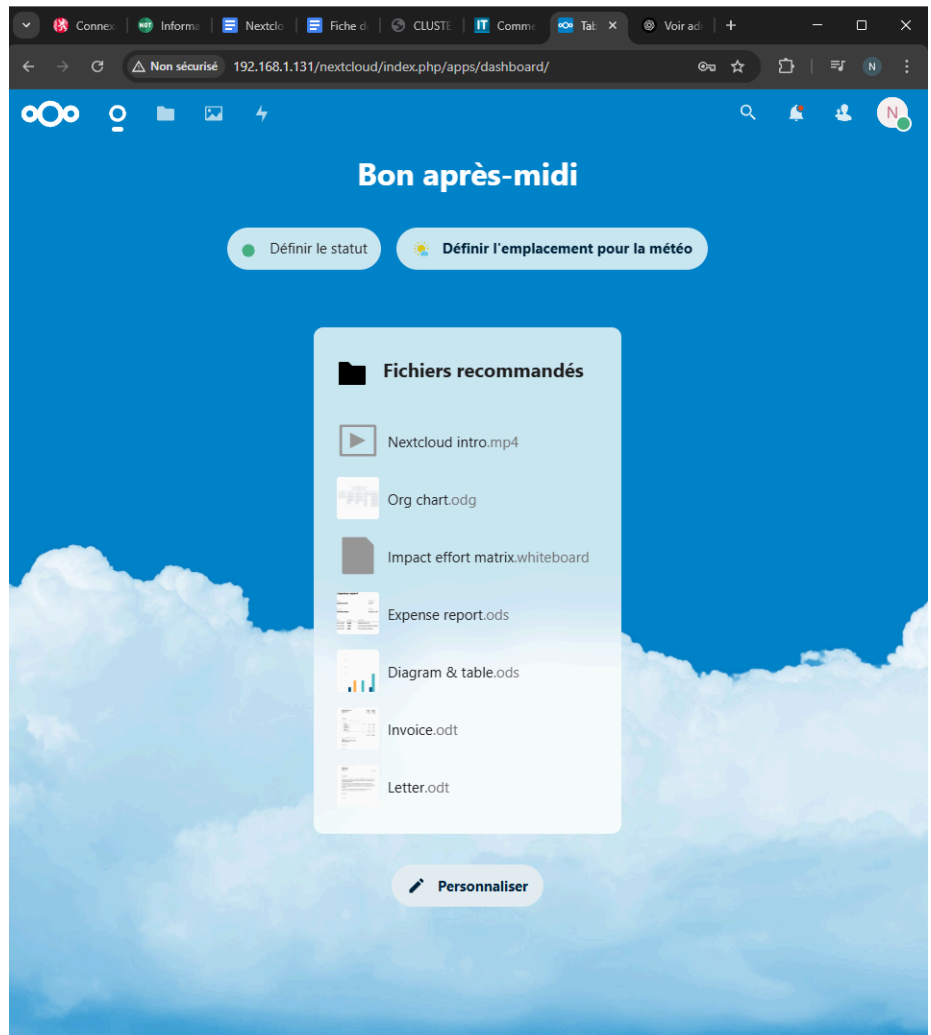 Connex
Informa
Nextclo
Fiche d
CLUSTE
IT
Comme
Tab
Voir ad
Non sécurisé
192.168.1.131/nextcloud/index.php/apps/dashboard/
N
N
Bon après-midi
Définir le statut
Définir l'emplacement pour la météo
Fichiers recommandés
Nextcloud intro.mp4
Org chart.odg
Impact effort matrix.whiteboard
Expense report.ods
Diagram & table.ods
Invoice.odt
Letter.odt
Personnaliser